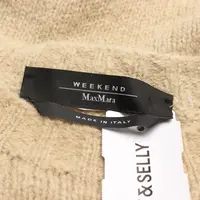 WEEKEND
MaxMara
MADE IN ITALY
& SELLY